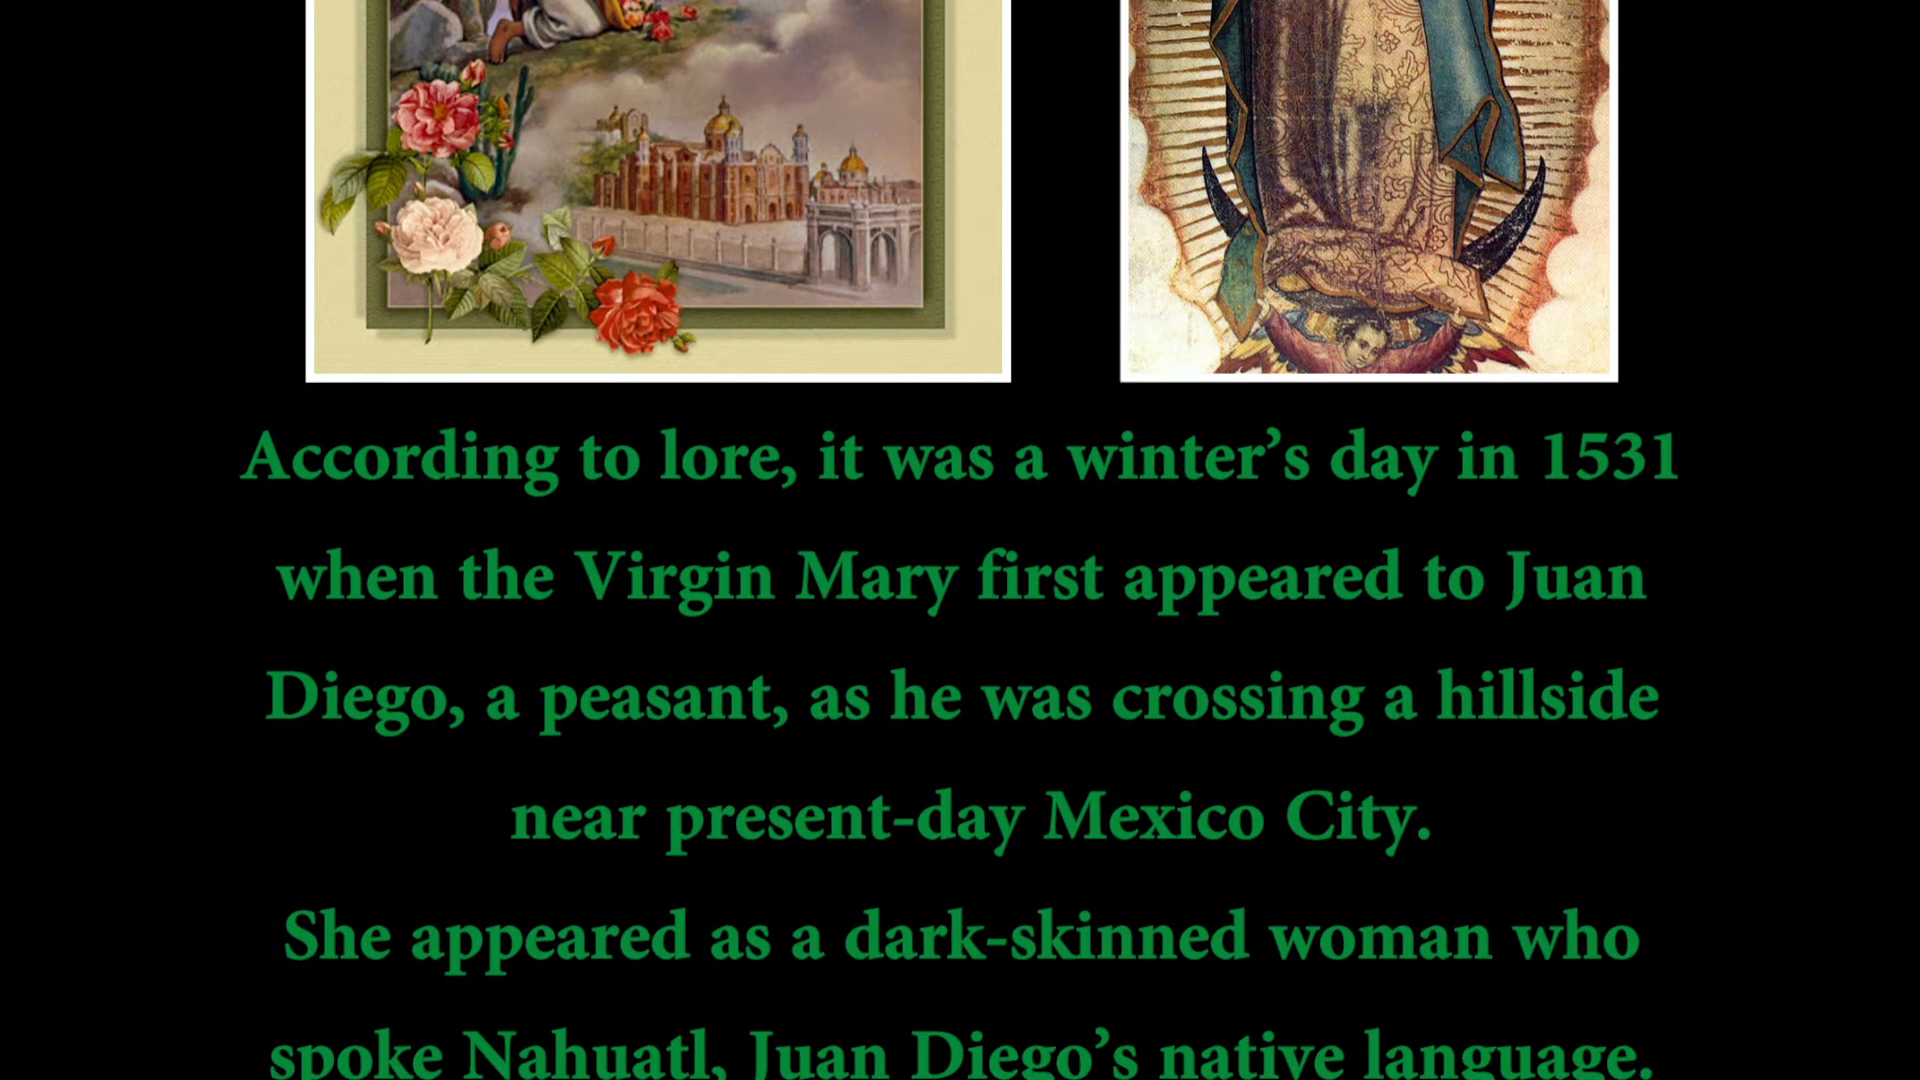 According to lore, it was a winter’s day in 1531
when the Virgin Mary first appeared to Juan
Diego, a peasant, as he was crossing a hillside
near present-day Mexico City.
She appeared as a dark-skinned woman who
spoke Nahuatl, Juan Diego’s native language.